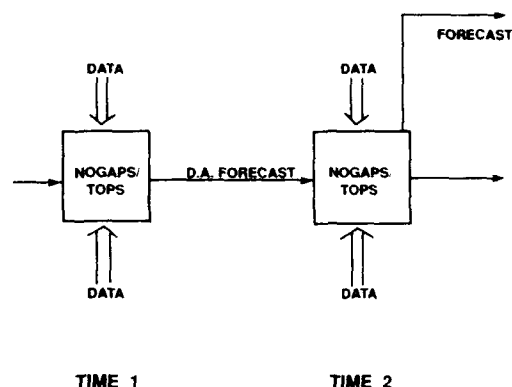 FORECAST
DATA
DATA
NOGAPS/
TOPS
D.A. FORECAST
NOGAPS
TOPS
DATA
DATA
TIME 1
TIME 2